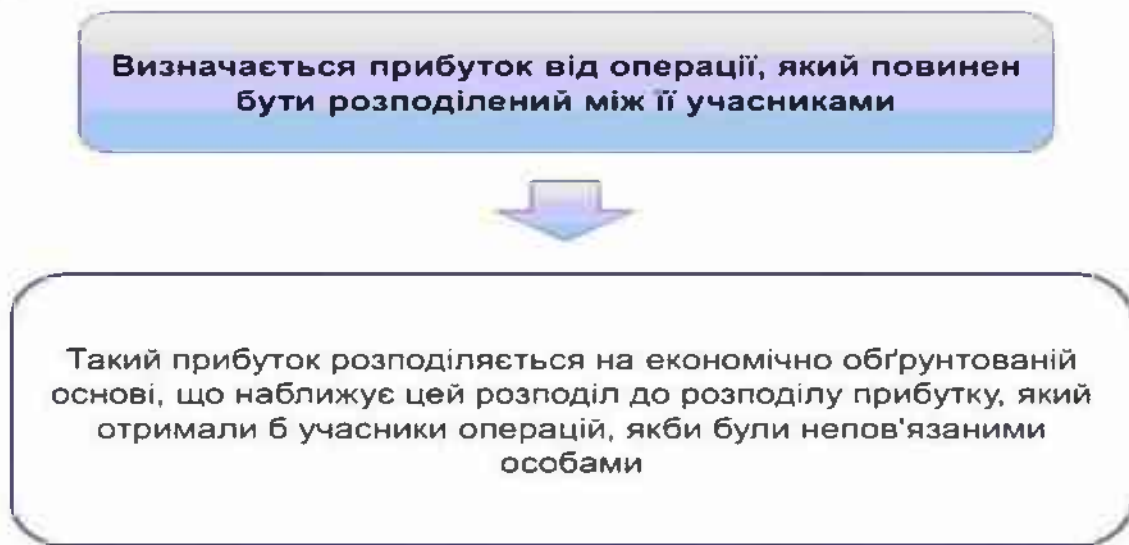 Визначається прибуток від операції, який повинен
бути розподілений між її учасниками
Такий прибуток розподіляється на економічно обґрунтованій
основі, що наближує цей розподіл до розподілу прибутку, який
отримали б учасники операцій, якби були непов'язаними
особами